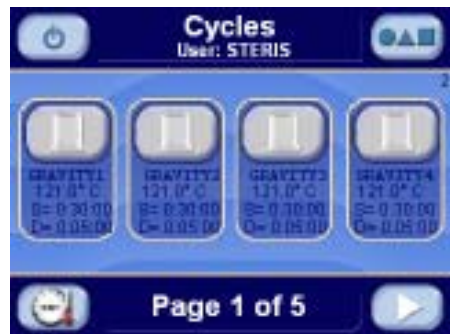 Cycles
User: STERIS
2
GRAVITY1 GRAVITY2 GRAVITY3 GRAVITY4
121.0° C 121.0° C 121.0° C 121.0° C
S= 0:30:00 S= 0:30:00 S= 0:30:00 S= 0:30:00
D= 0:05:00 D= 0:05:00 D= 0:05:00 D= 0:05:00
Page 1 of 5